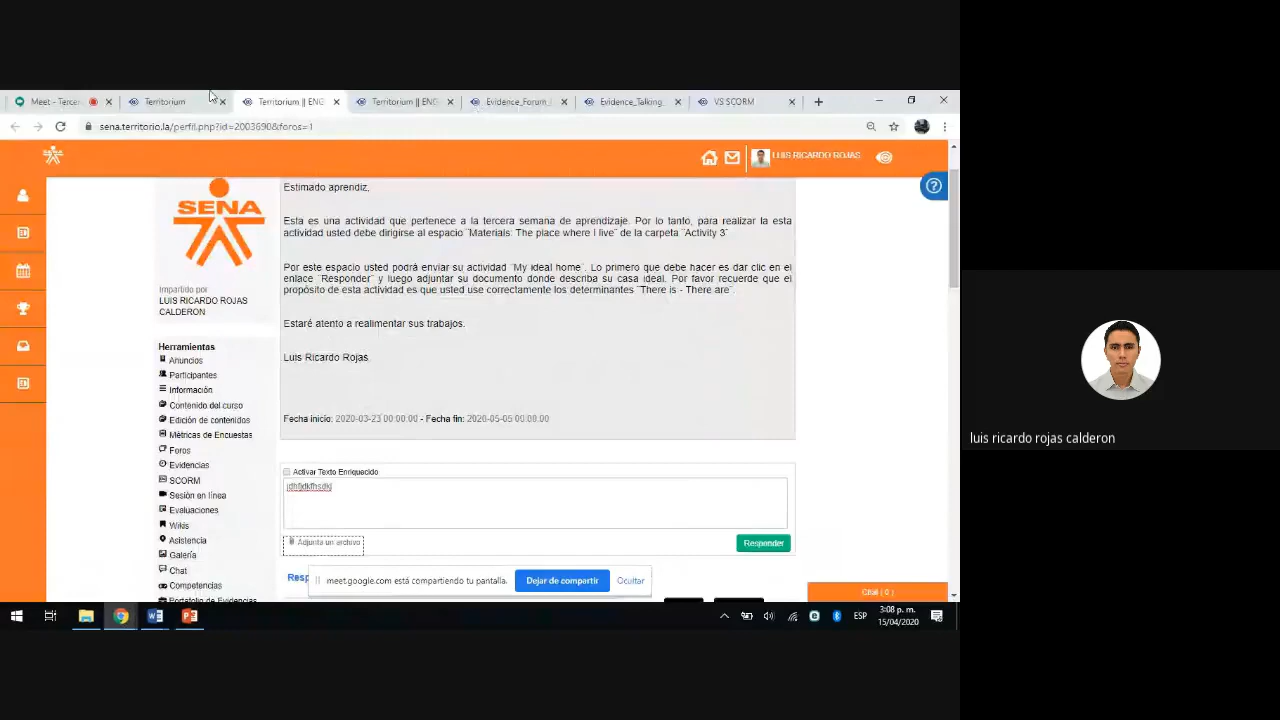 Meet - Tercer
Territorium
Territorium || ENG
Territorium || ENG
Evidence_Forum_
Evidence_Talking_
VS SCORM
sena.territorio.la/perfil.php?id=2003690&foros=1
LUIS RICARDO ROJAS
SENA
Impartido por
LUIS RICARDO ROJAS
CALDERON
Herramientas
Anuncios
Participantes
Información
Contenido del curso
Edición de contenidos
Métricas de Encuestas
Foros
Evidencias
SCORM
Sesión en línea
Evaluaciones
Wikis
Asistencia
Galería
Chat
Competencias
Portafolio de Evidencias
Estimado aprendiz,
Esta es una actividad que pertenece a la tercera semana de aprendizaje. Por lo tanto, para realizar la esta
actividad usted debe dirigirse al espacio ¨Materials: The place where I live¨ de la carpeta ¨Activity 3¨
Por este espacio usted podrá enviar su actividad ¨My ideal home¨. Lo primero que debe hacer es dar clic en el
enlace ¨Responder¨ y luego adjuntar su documento donde describa su casa ideal. Por favor recuerde que el
propósito de esta actividad es que usted use correctamente los determinantes ¨There is - There are¨.
Estaré atento a realimentar sus trabajos.
Luis Ricardo Rojas.
Fecha inicio: 2020-03-23 00:00:00 - Fecha fin: 2020-05-05 00:00:00
Activar Texto Enriquecido
Adjunta un archivo
Responder
Resp
meet.google.com está compartiendo tu pantalla.
Dejar de compartir
Ocultar
Chat ( 0 )
ESP
3:08 p. m.
15/04/2020
luis ricardo rojas calderon